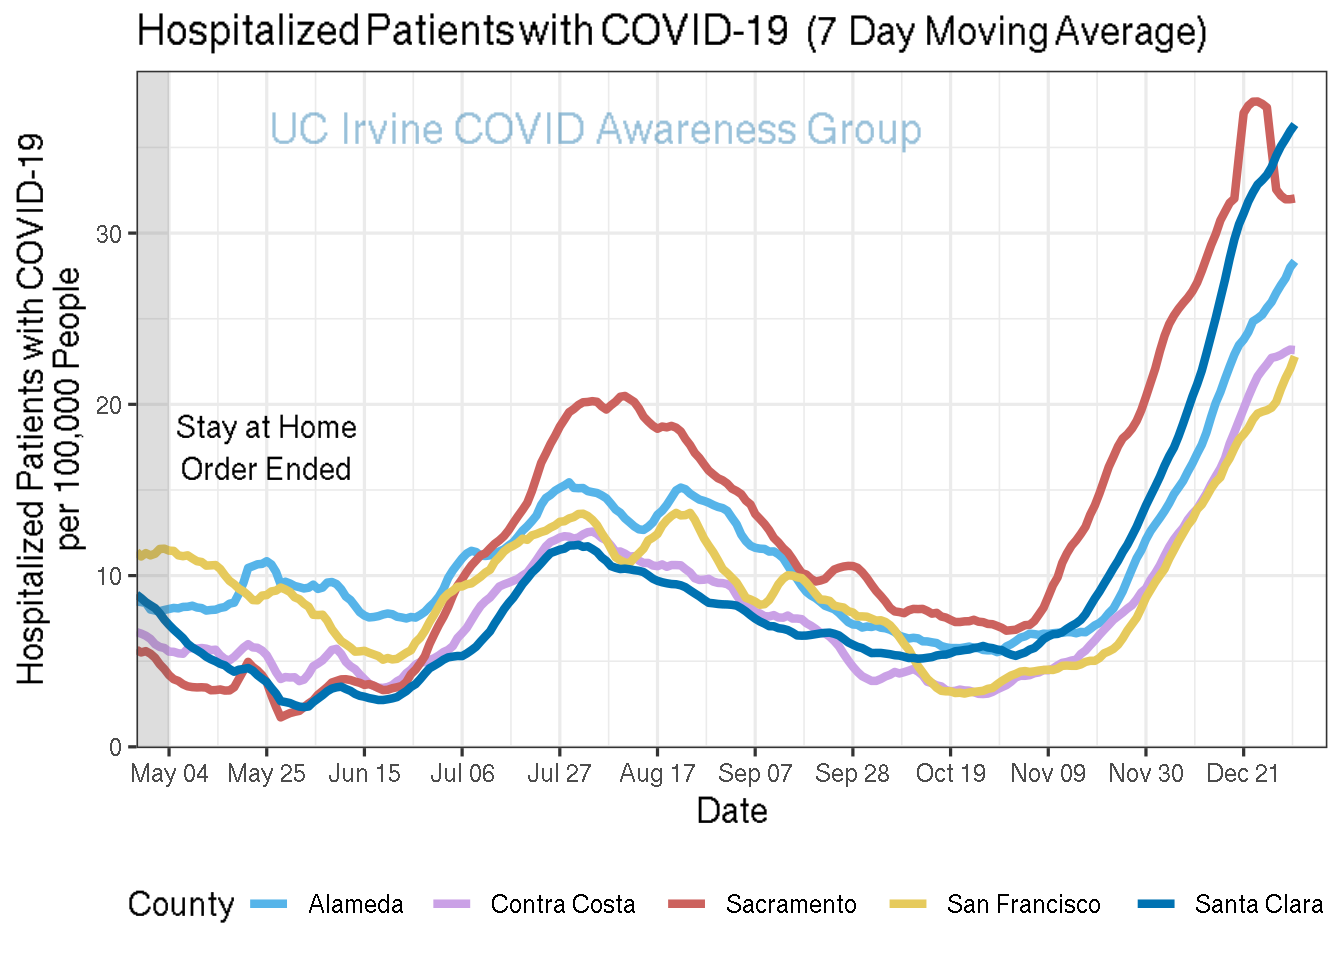 Hospitalized Patients with COVID-19 (7 Day Moving Average)
UC Irvine COVID Awareness Group
Hospitalized Patients with COVID-19
per 100,000 People
30
20
10
0
Stay at Home
Order Ended
May 04 May 25 Jun 15 Jul 06 Jul 27 Aug 17 Sep 07 Sep 28 Oct 19 Nov 09 Nov 30 Dec 21
Date
County Alameda Contra Costa Sacramento San Francisco Santa Clara